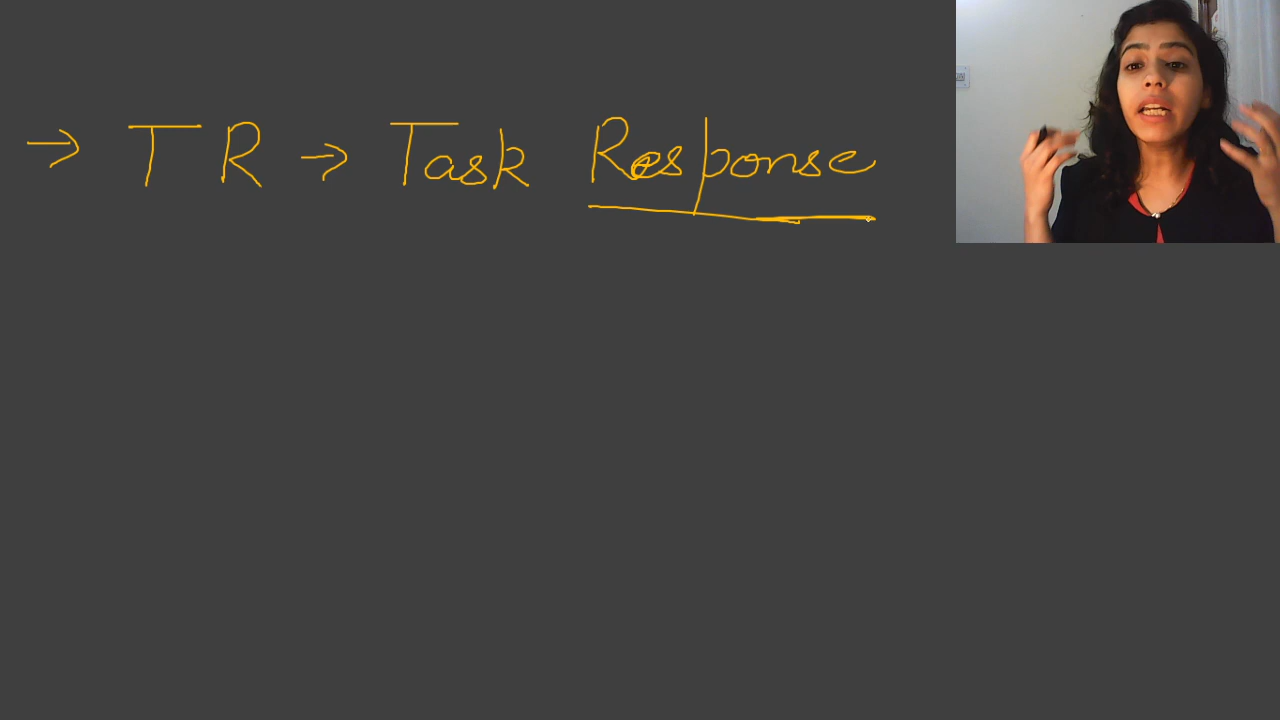 → TR → Task Response